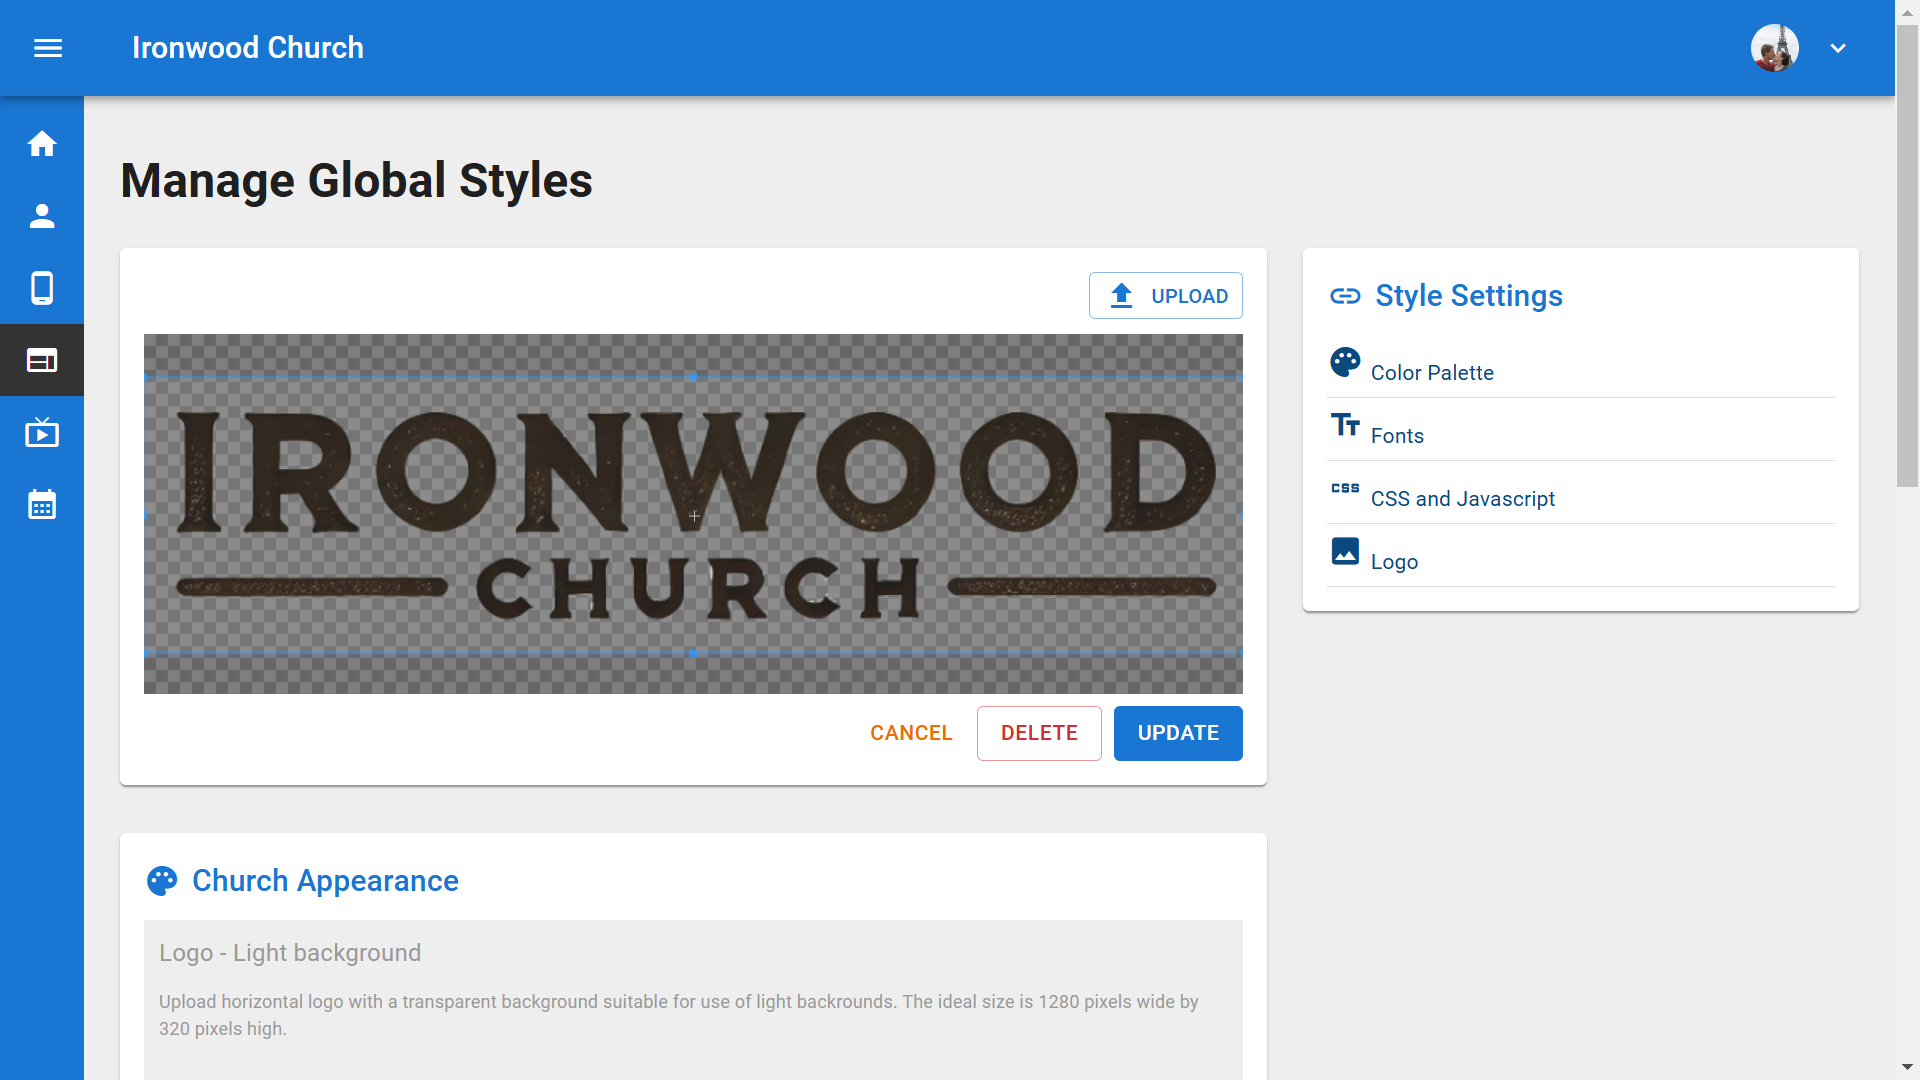 Ironwood Church
Manage Global Styles
UPLOAD
IRONWOOD
CHURCH
CANCEL
DELETE
UPDATE
Style Settings
Color Palette
Fonts
CSS
CSS and Javascript
Logo
Church Appearance
Logo - Light background
Upload horizontal logo with a transparent background suitable for use of light backrounds. The ideal size is 1280 pixels wide by
320 pixels high.